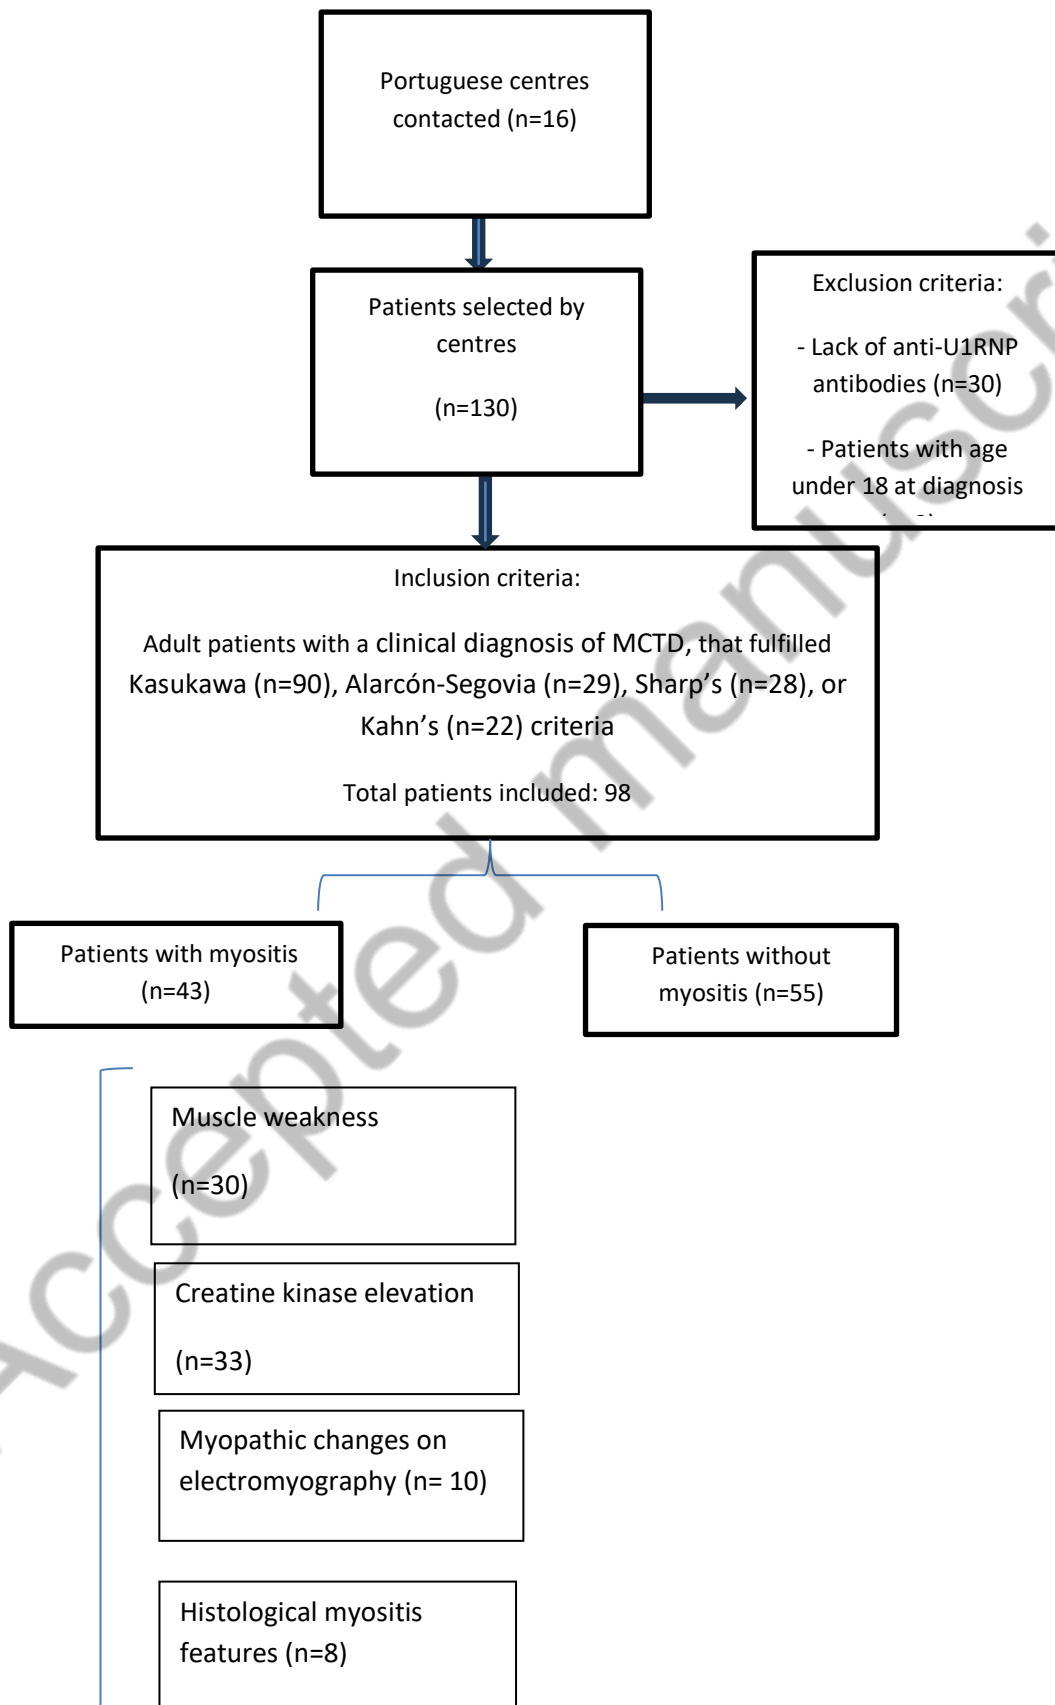 Portuguese centres
contacted (n=16)
Patients selected by
centres
(n=130)
Exclusion criteria:
- Lack of anti-U1RNP
antibodies (n=30)
- Patients with age
under 18 at diagnosis
Inclusion criteria:
Adult patients with a clinical diagnosis of MCTD, that fulfilled
Kasukawa (n=90), Alarcón-Segovia (n=29), Sharp’s (n=28), or
Kahn’s (n=22) criteria
Total patients included: 98
Patients with myositis
(n=43)
Patients without
myositis (n=55)
Muscle weakness
(n=30)
Creatine kinase elevation
(n=33)
Myopathic changes on
electromyography (n= 10)
Histological myositis
features (n=8)
Accepted manuscri